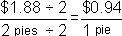 $1.88 ÷ 2 = $0.94
2 pies ÷ 2 1 pie